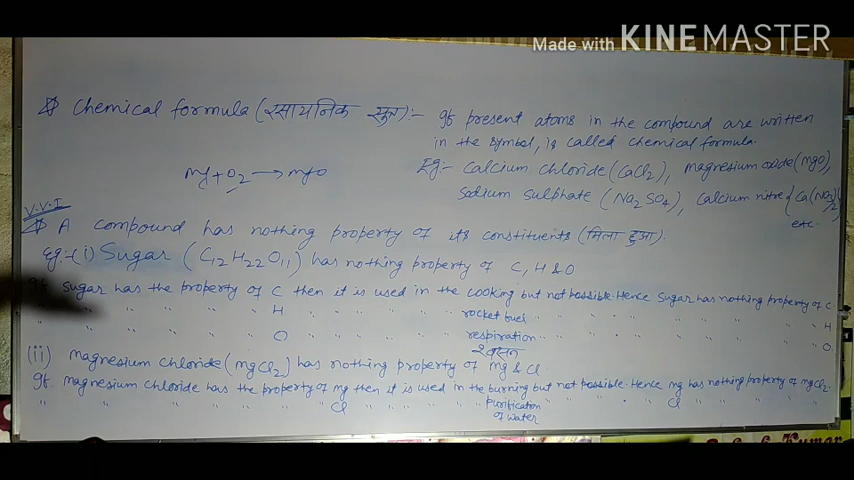 Made with KINEMASTER
Chemical formula (रसायनिक सूत्र) :- If present atoms in the compound are written
in the symbol, is called chemical formula.
Mg + O2 → MgO
Eg:- Calcium Chloride (CaCl2), Magnesium oxide (MgO),
Sodium Sulphate (Na2SO4), Calcium nitre {Ca(NO3)2}
etc.
V.V.I
A compound has nothing property of its constituents (मिला हुआ).
Eg:- (i) Sugar (C12H22O11) has nothing property of C, H & O
If sugar has the property of C then it is used in the cooking but not possible. Hence sugar has nothing property of C
" " " " " H " " " " " rocket fuel " " " " " " " H
" " " " " O " " " " " respiration " " " " " " " O
श्वसन
(ii) Magnesium Chloride (MgCl2) has nothing property of Mg & Cl.
If magnesium chloride has the property of Mg then it is used in the burning but not possible. Hence Mg has nothing property of MgCl2.
" " " " " " Cl " " " " " purification " " " " Cl " " " " "
of water
Kumar